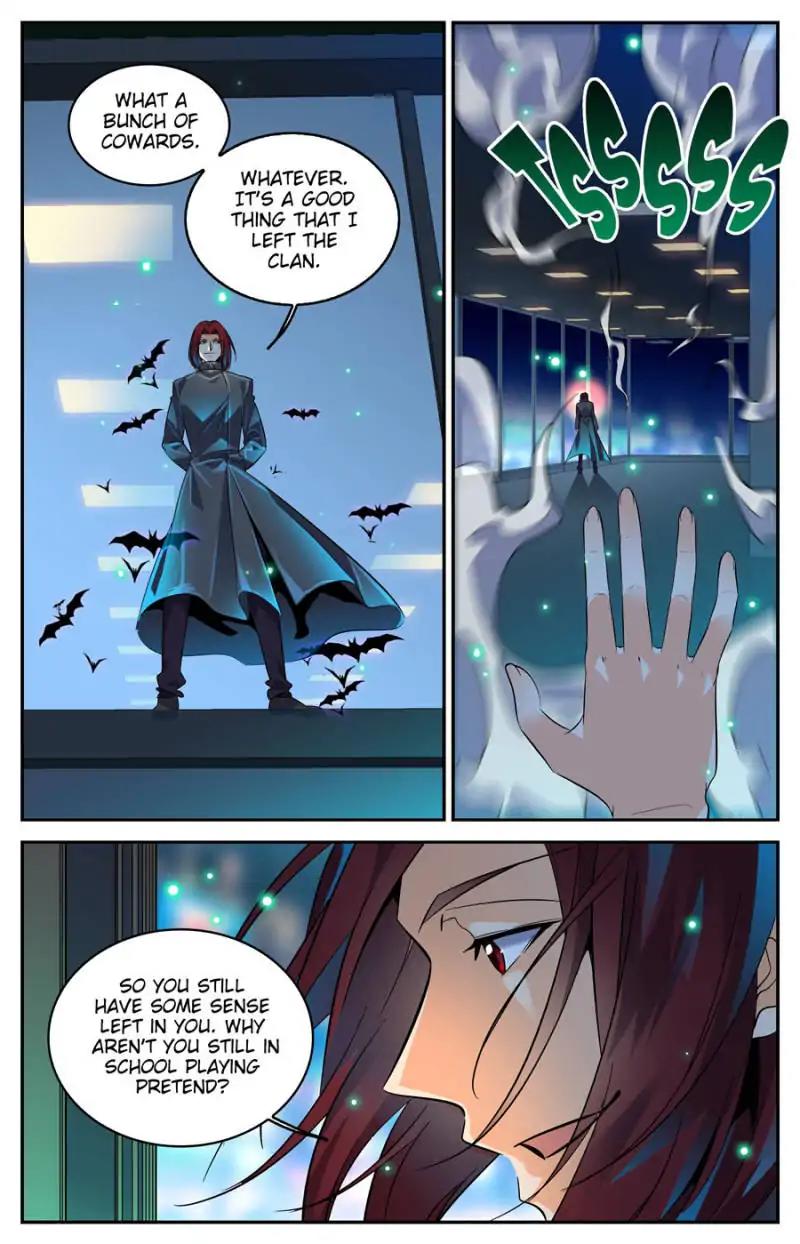 WHAT A
BUNCH OF
COWARDS.
WHATEVER.
IT'S A GOOD
THING THAT I
LEFT THE
CLAN.
TSSSSSS
SO YOU STILL
HAVE SOME SENSE
LEFT IN YOU. WHY
AREN'T YOU STILL IN
SCHOOL PLAYING
PRETEND?